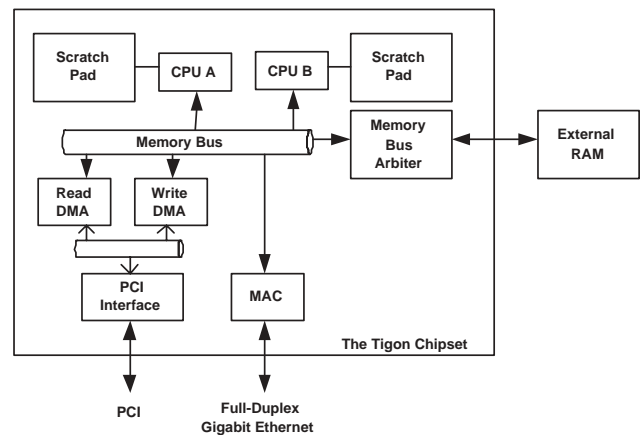 Scratch
Pad
CPU A
CPU B
Scratch
Pad
Memory Bus
Memory
Bus
Arbiter
External
RAM
Read
DMA
Write
DMA
PCI
Interface
MAC
The Tigon Chipset
PCI
Full-Duplex
Gigabit Ethernet